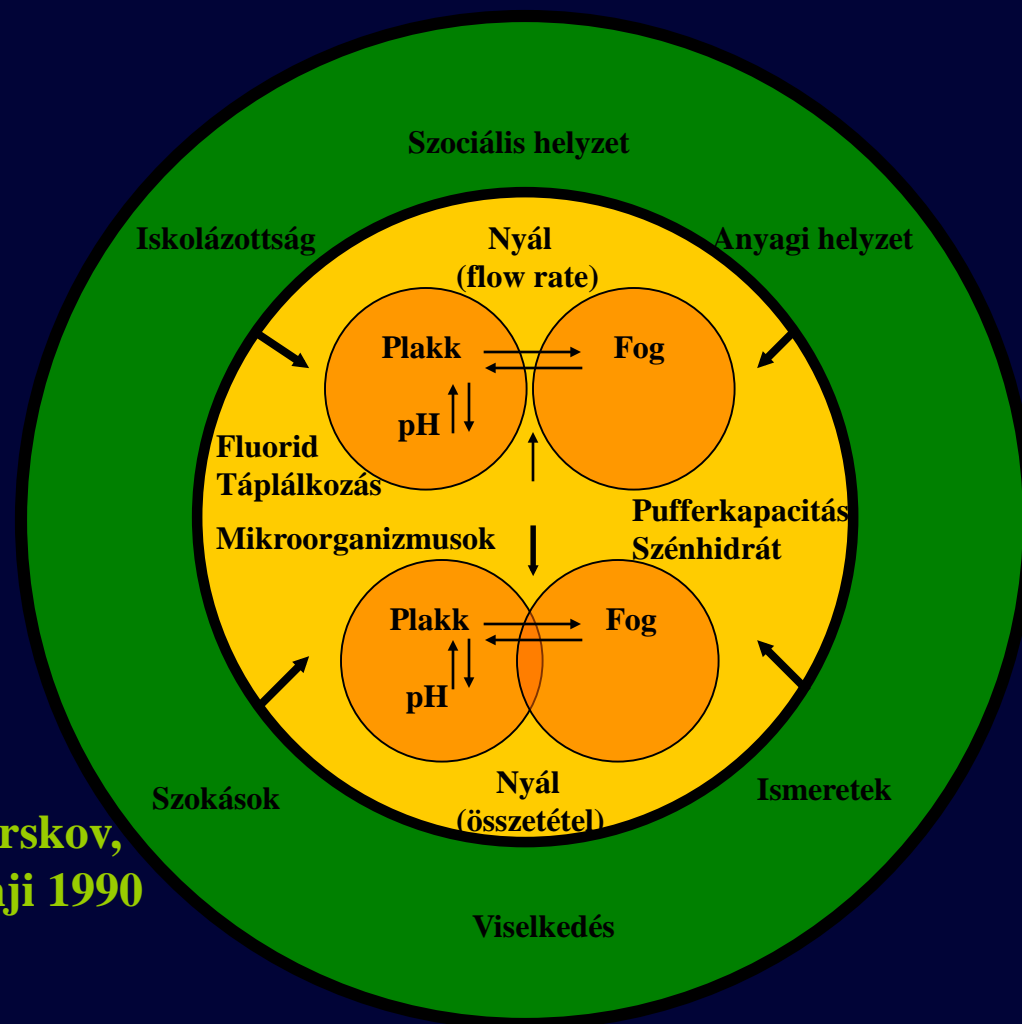 Szociális helyzet
Iskolázottság
Nyál
(flow rate)
Anyagi helyzet
Plakk
Fog
pH
Fluorid
Táplálkozás
Mikroorganizmusok
Pufferkapacitás
Szénhidrát
Plakk
Fog
pH
Nyál
(összetétel)
Szokások
Ismeretek
rskov,
ji 1990
Viselkedés